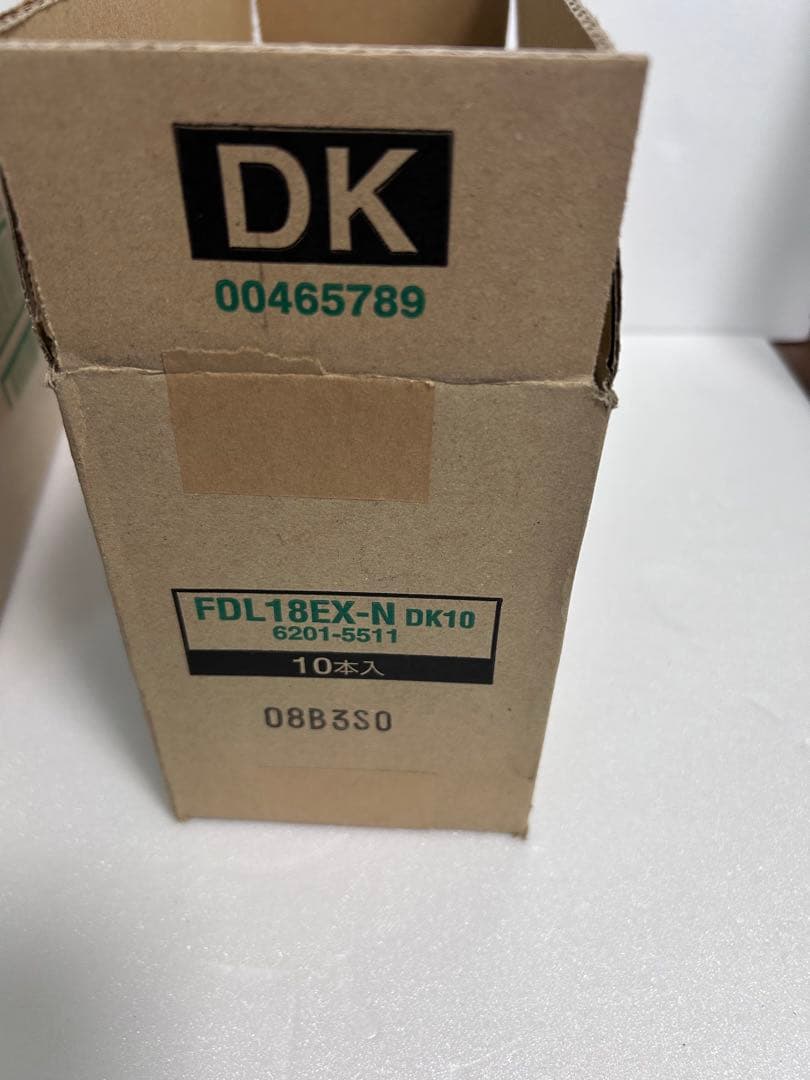 DK
00465789
FDL18EX-N DK10
6201-5511
10本入
08B3S0